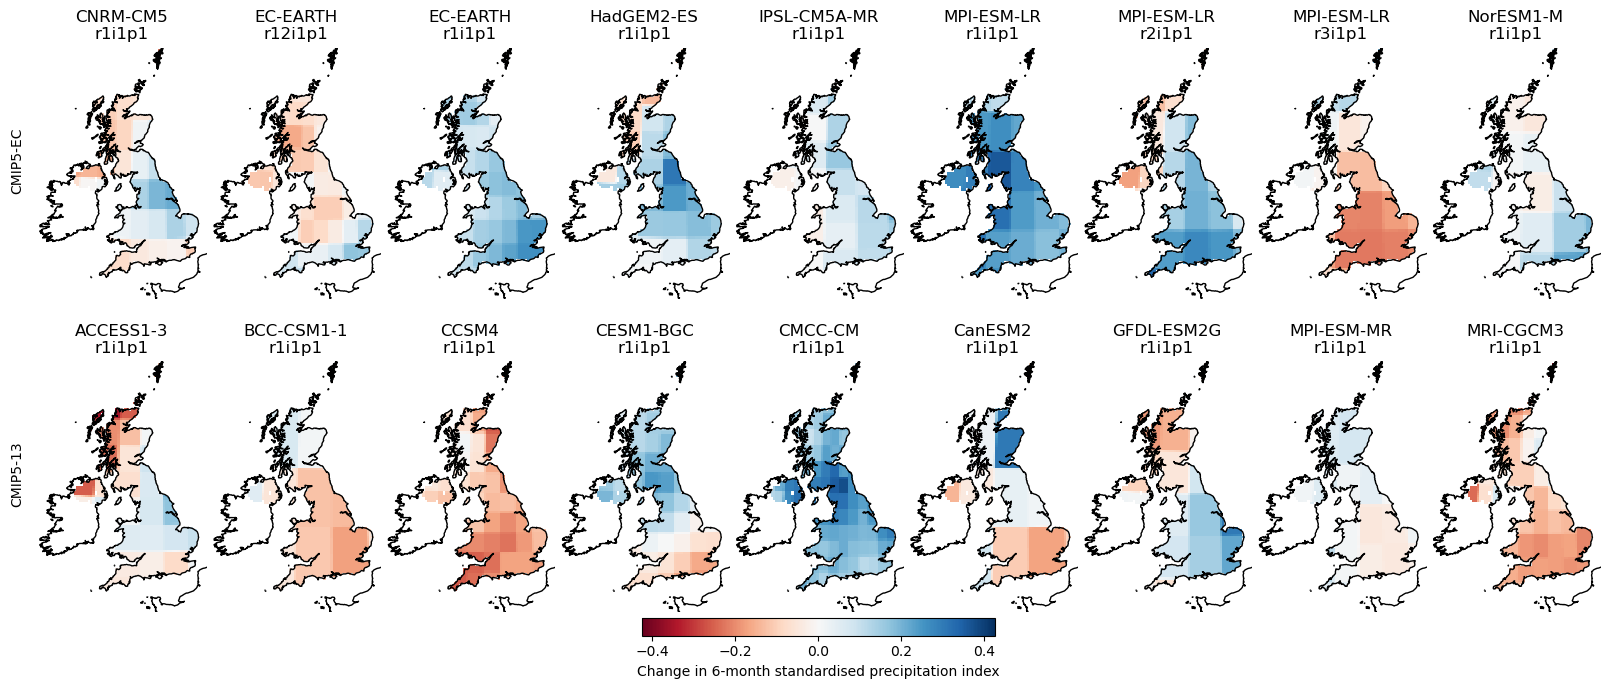 CNRM-CM5 EC-EARTH EC-EARTH HadGEM2-ES IPSL-CM5A-MR MPI-ESM-LR MPI-ESM-LR MPI-ESM-LR NorESM1-M
r1i1p1 r12i1p1 r1i1p1 r1i1p1 r1i1p1 r1i1p1 r2i1p1 r3i1p1 r1i1p1
CMIP5-EC
ACCESS1-3 BCC-CSM1-1 CCSM4 CESM1-BGC CMCC-CM CanESM2 GFDL-ESM2G MPI-ESM-MR MRI-CGCM3
r1i1p1 r1i1p1 r1i1p1 r1i1p1 r1i1p1 r1i1p1 r1i1p1 r1i1p1 r1i1p1
CMIP5-13
−0.4 −0.2 0.0 0.2 0.4
Change in 6-month standardised precipitation index